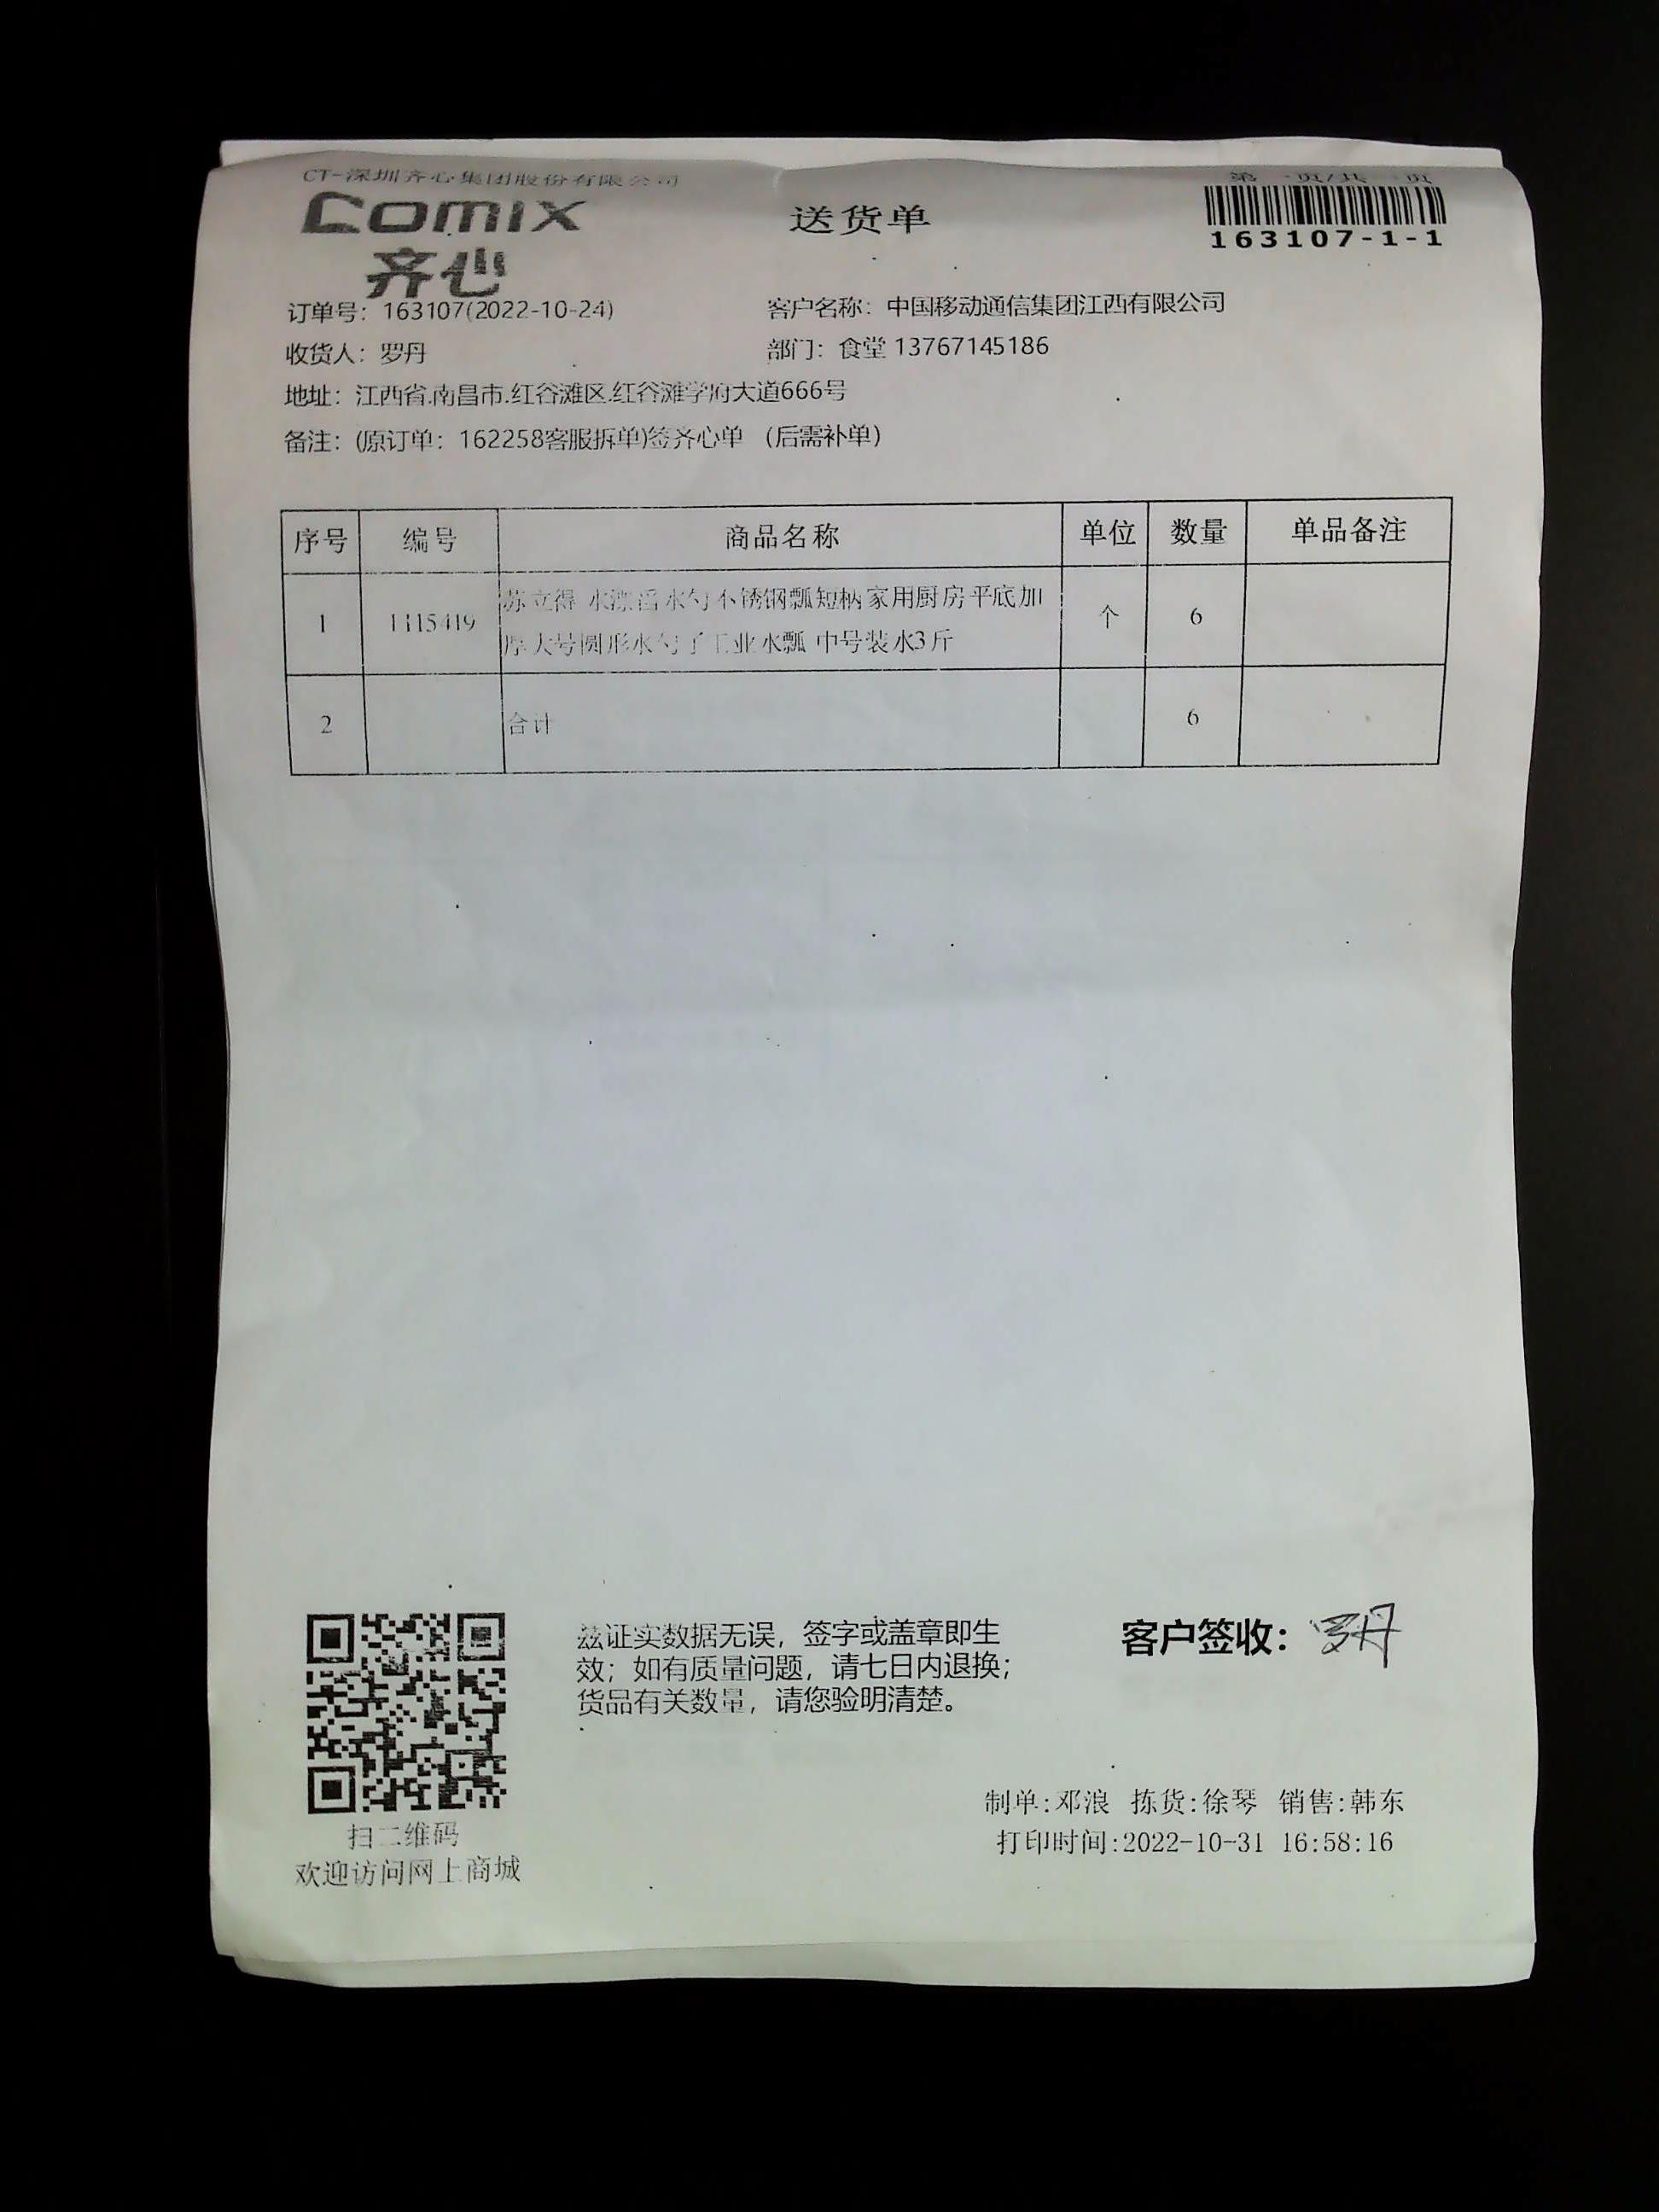 CT-深圳齐心集团股份有限公司
第一页/共一页
comix
齐心
送货单
163107-1-1
订单号：163107(2022-10-24)
客户名称：中国移动通信集团江西有限公司
收货人：罗丹
部门：食堂 13767145186
地址：江西省.南昌市.红谷滩区.红谷滩学府大道666号
备注：(原订单：162258客服拆单)签齐心单 （后需补单）
序号 编号 商品名称 单位 数量 单品备注
1 1115419 苏立得 水漂舀水勺不锈钢瓢短柄家用厨房平底加 个 6
厚大号圆形水勺子工业水瓢 中号装水3斤
2 合计 6
兹证实数据无误，签字或盖章即生
效；如有质量问题，请七日内退换；
货品有关数量，请您验明清楚。
客户签收：罗丹
扫二维码
欢迎访问网上商城
制单:邓浪 拣货:徐琴 销售:韩东
打印时间:2022-10-31 16:58:16